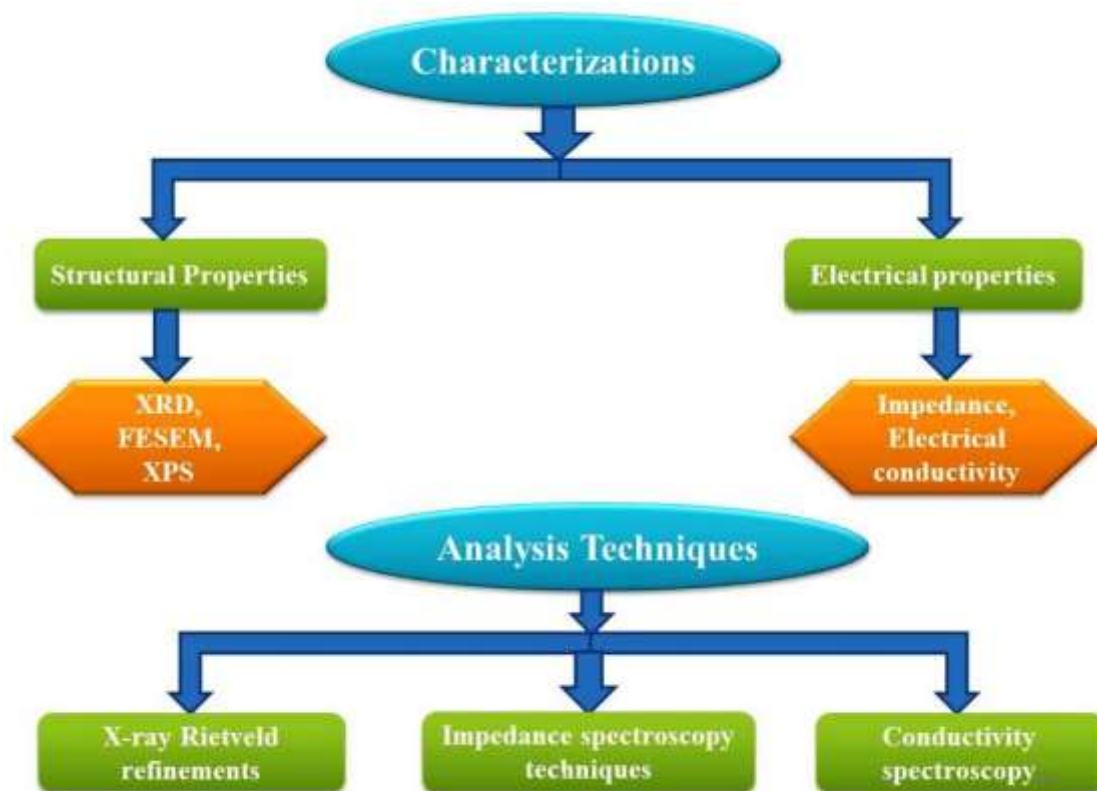 Characterizations
Structural Properties
Electrical properties
XRD,
FESEM,
XPS
Impedance,
Electrical
conductivity
Analysis Techniques
X-ray Rietveld
refinements
Impedance spectroscopy
techniques
Conductivity
spectroscopy